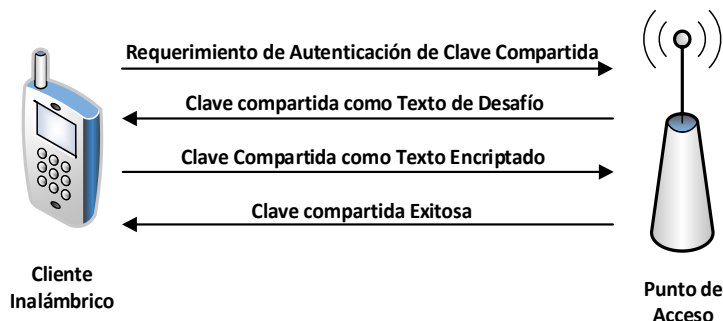 Requerimiento de Autenticación de Clave Compartida
Clave compartida como Texto de Desafío
Clave Compartida como Texto Encriptado
Clave compartida Exitosa
Cliente
Inalámbrico
Punto de
Acceso